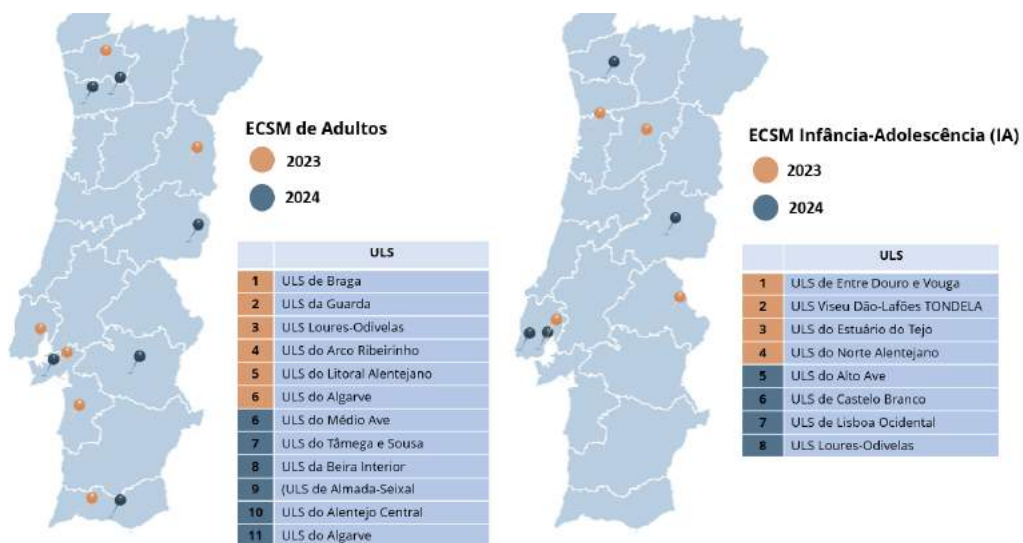 ECSM de Adultos
2023
2024
ULS
1 ULS de Braga
2 ULS da Guarda
3 ULS Loures-Odivelas
4 ULS do Arco Ribeirinho
5 ULS do Litoral Alentejano
6 ULS do Algarve
6 ULS do Médio Ave
7 ULS do Tâmega e Sousa
8 ULS da Beira Interior
9 (ULS de Almada-Seixal
10 ULS do Alentejo Central
11 ULS do Algarve
ECSM Infância-Adolescência (IA)
2023
2024
ULS
1 ULS de Entre Douro e Vouga
2 ULS Viseu Dão-Lafões TONDELA
3 ULS do Estuário do Tejo
4 ULS do Norte Alentejano
5 ULS do Alto Ave
6 ULS de Castelo Branco
7 ULS de Lisboa Ocidental
8 ULS Loures-Odivelas